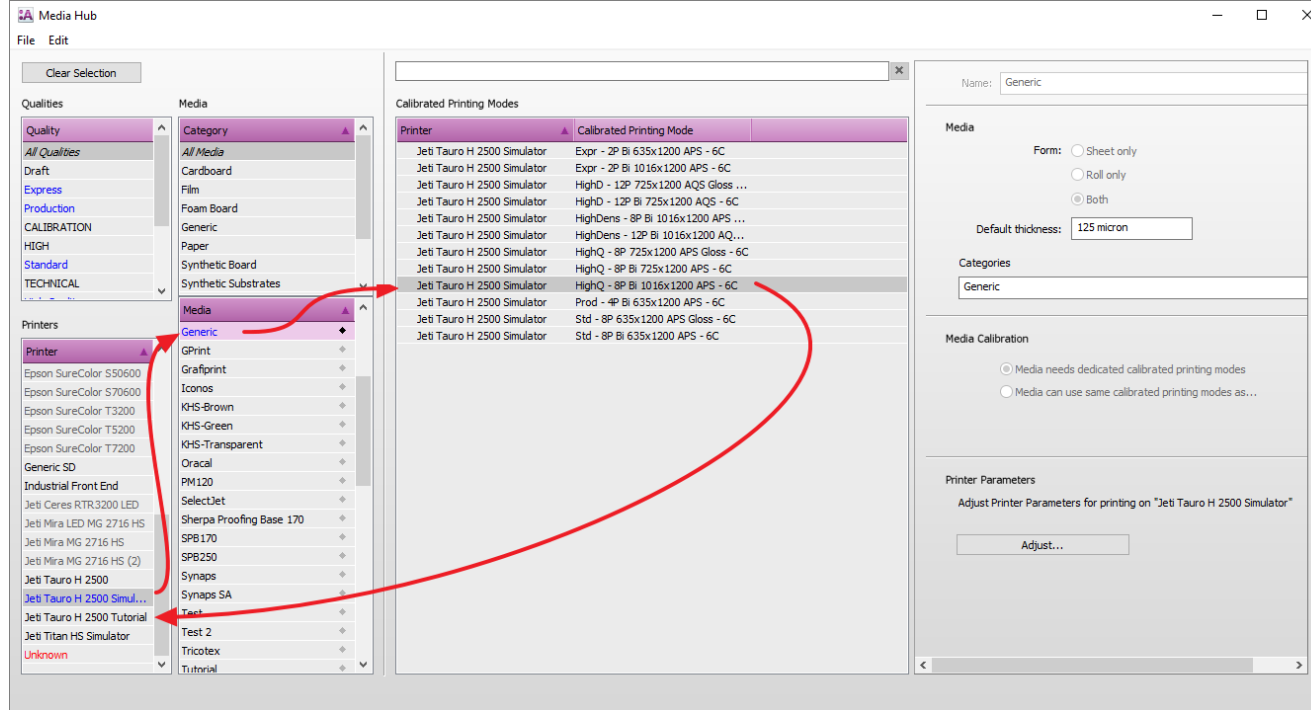 :A Media Hub
File Edit
Clear Selection
Qualities
Quality
All Qualities
Draft
Express
Production
CALIBRATION
HIGH
Standard
TECHNICAL
Printers
Printer
Epson SureColor S50600
Epson SureColor S70600
Epson SureColor T3200
Epson SureColor T5200
Epson SureColor T7200
Generic SD
Industrial Front End
Jeti Ceres RTR3200 LED
Jeti Mira LED MG 2716 HS
Jeti Mira MG 2716 HS
Jeti Mira MG 2716 HS (2)
Jeti Tauro H 2500
Jeti Tauro H 2500 Simul...
Jeti Tauro H 2500 Tutorial
Jeti Titan HS Simulator
Unknown
Media
Category
All Media
Cardboard
Film
Foam Board
Generic
Paper
Synthetic Board
Synthetic Substrates
Media
Generic
GPrint
Grafiprint
Iconos
KHS-Brown
KHS-Green
KHS-Transparent
Oracal
PM120
SelectJet
Sherpa Proofing Base 170
SPB170
SPB250
Synaps
Synaps SA
Test
Test 2
Tricotex
Tutorial
Calibrated Printing Modes
Printer Calibrated Printing Mode
Jeti Tauro H 2500 Simulator Expr - 2P Bi 635x1200 APS - 6C
Jeti Tauro H 2500 Simulator Expr - 2P Bi 1016x1200 APS - 6C
Jeti Tauro H 2500 Simulator HighD - 12P 725x1200 AQS Gloss ...
Jeti Tauro H 2500 Simulator HighD - 12P Bi 725x1200 AQS - 6C
Jeti Tauro H 2500 Simulator HighDens - 8P Bi 1016x1200 APS ...
Jeti Tauro H 2500 Simulator HighDens - 12P Bi 1016x1200 AQ...
Jeti Tauro H 2500 Simulator HighQ - 8P 725x1200 APS Gloss - 6C
Jeti Tauro H 2500 Simulator HighQ - 8P Bi 725x1200 APS - 6C
Jeti Tauro H 2500 Simulator HighQ - 8P Bi 1016x1200 APS - 6C
Jeti Tauro H 2500 Simulator Prod - 4P Bi 635x1200 APS - 6C
Jeti Tauro H 2500 Simulator Std - 8P 635x1200 APS Gloss - 6C
Jeti Tauro H 2500 Simulator Std - 8P Bi 635x1200 APS - 6C
Name: Generic
Media
Form: Sheet only
Roll only
Both
Default thickness: 125 micron
Categories
Generic
Media Calibration
Media needs dedicated calibrated printing modes
Media can use same calibrated printing modes as...
Printer Parameters
Adjust Printer Parameters for printing on "Jeti Tauro H 2500 Simulator"
Adjust...